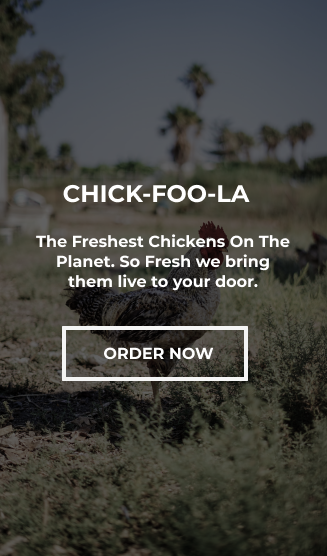 CHICK-FOO-LA
The Freshest Chickens On The
Planet. So Fresh we bring
them live to your door.
ORDER NOW